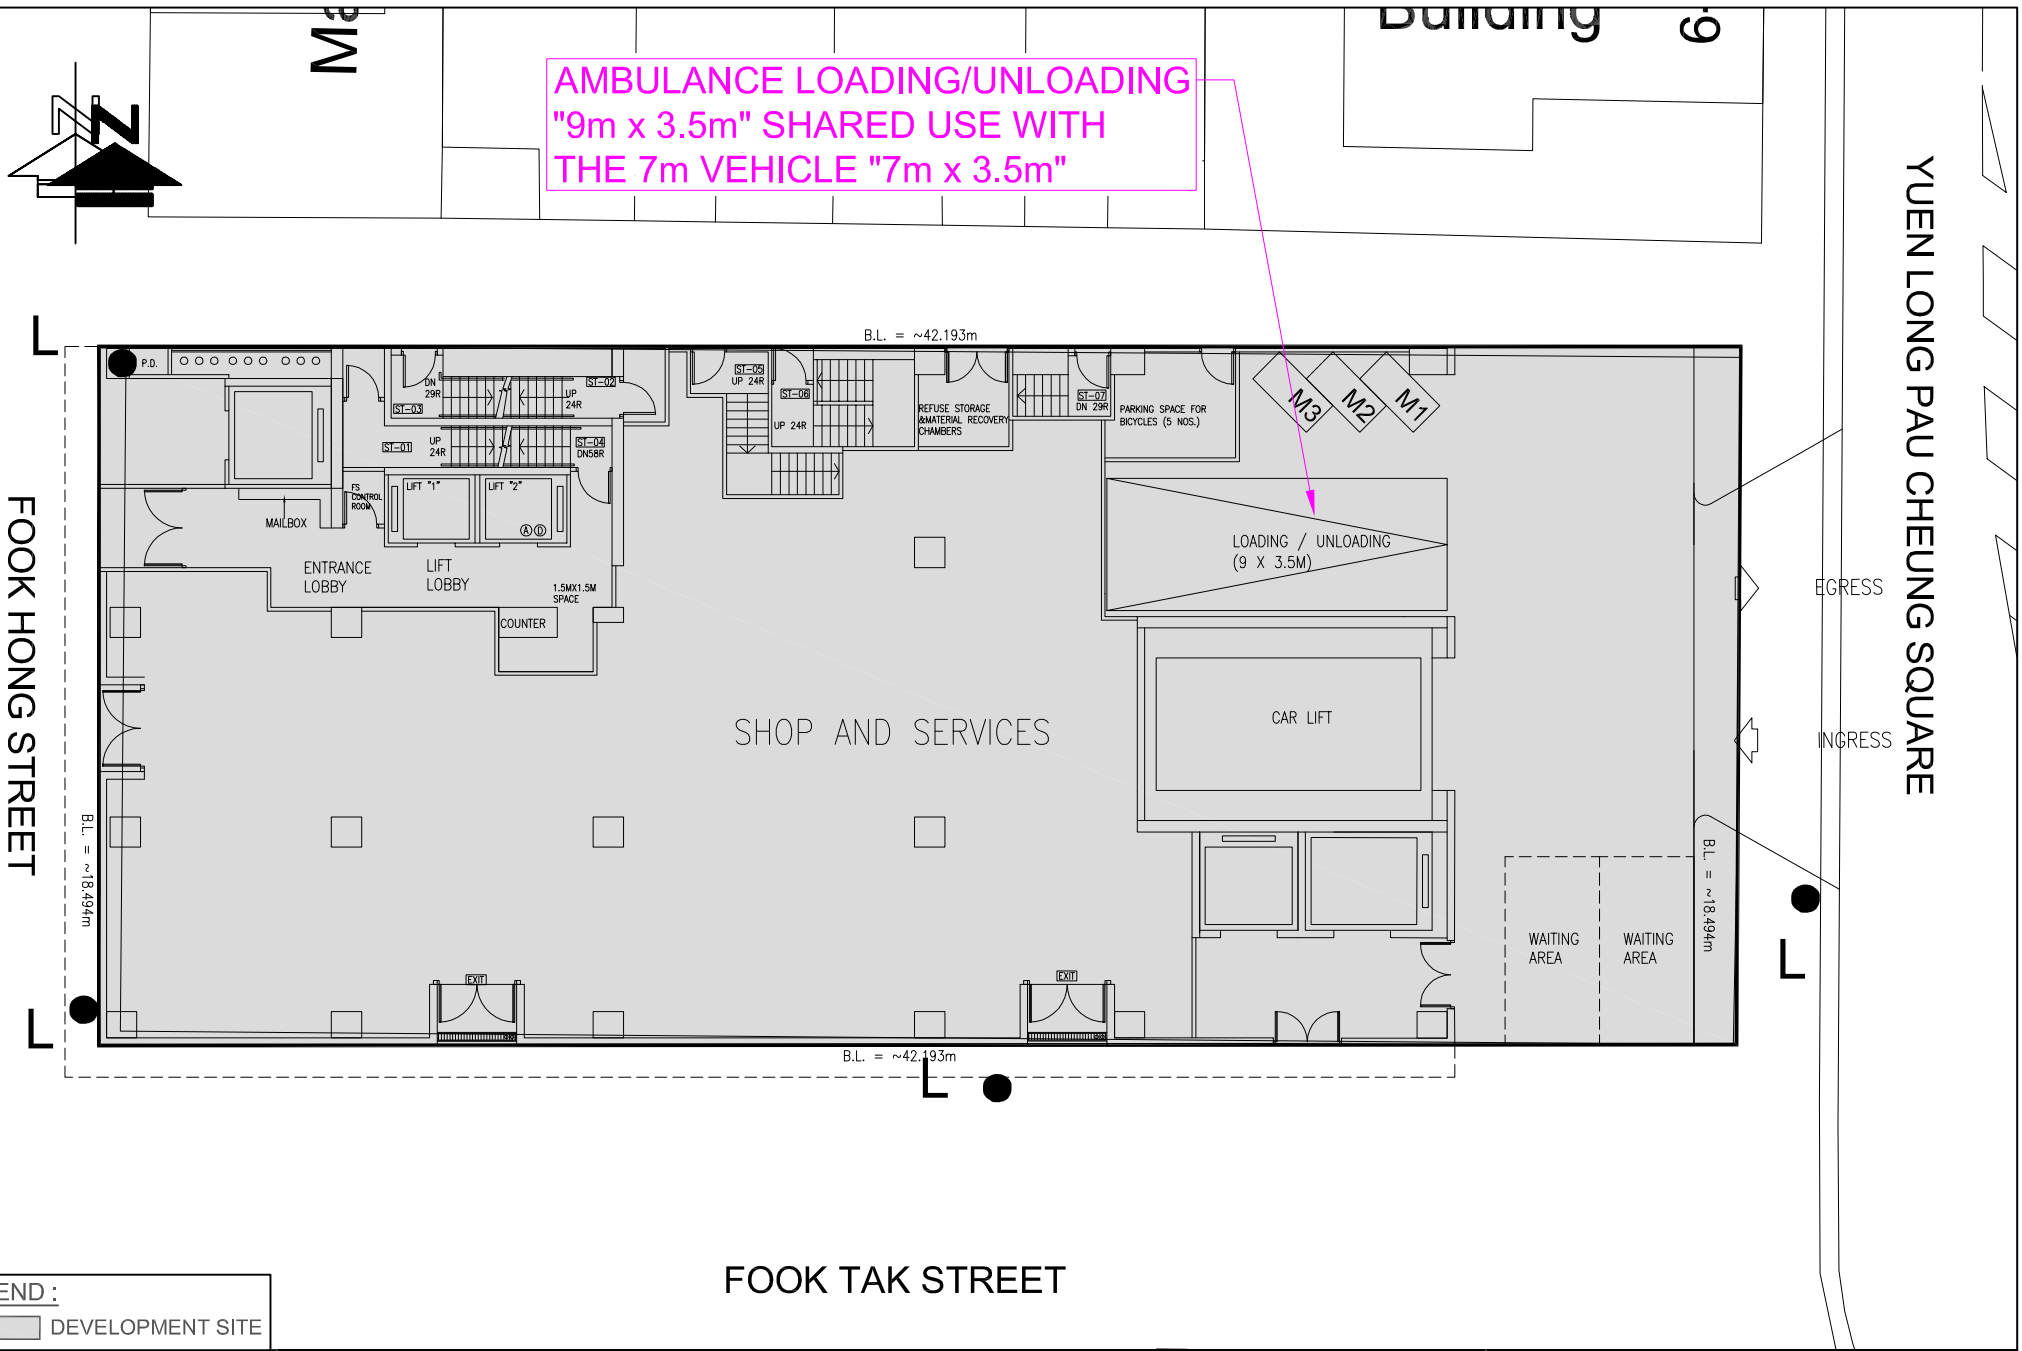 Ma
Building
9-
AMBULANCE LOADING/UNLOADING
"9m x 3.5m" SHARED USE WITH
THE 7m VEHICLE "7m x 3.5m"
N
Z
YUEN LONG PAU CHEUNG SQUARE
L
B.L. = ~42.193m
P.D.
DN
29R
ST-02
UP
24R
ST-03
ST-01
UP
24R
ST-04
DN58R
ST-05
UP 24R
ST-06
UP 24R
REFUSE STORAGE
&MATERIAL RECOVERY
CHAMBERS
ST-07
DN 29R
PARKING SPACE FOR
BICYCLES (5 NOS.)
M3
M2
M1
FS
CONTROL
ROOM
LIFT "1"
LIFT "2"
A D
MAILBOX
ENTRANCE
LOBBY
LIFT
LOBBY
1.5MX1.5M
SPACE
COUNTER
LOADING / UNLOADING
(9 X 3.5M)
EGRESS
FOOK HONG STREET
SHOP AND SERVICES
CAR LIFT
INGRESS
B.L. = ~18.494m
B.L. = ~18.494m
WAITING
AREA
WAITING
AREA
L
EXIT
EXIT
L
B.L. = ~42.193m
L
FOOK TAK STREET
END :
DEVELOPMENT SITE